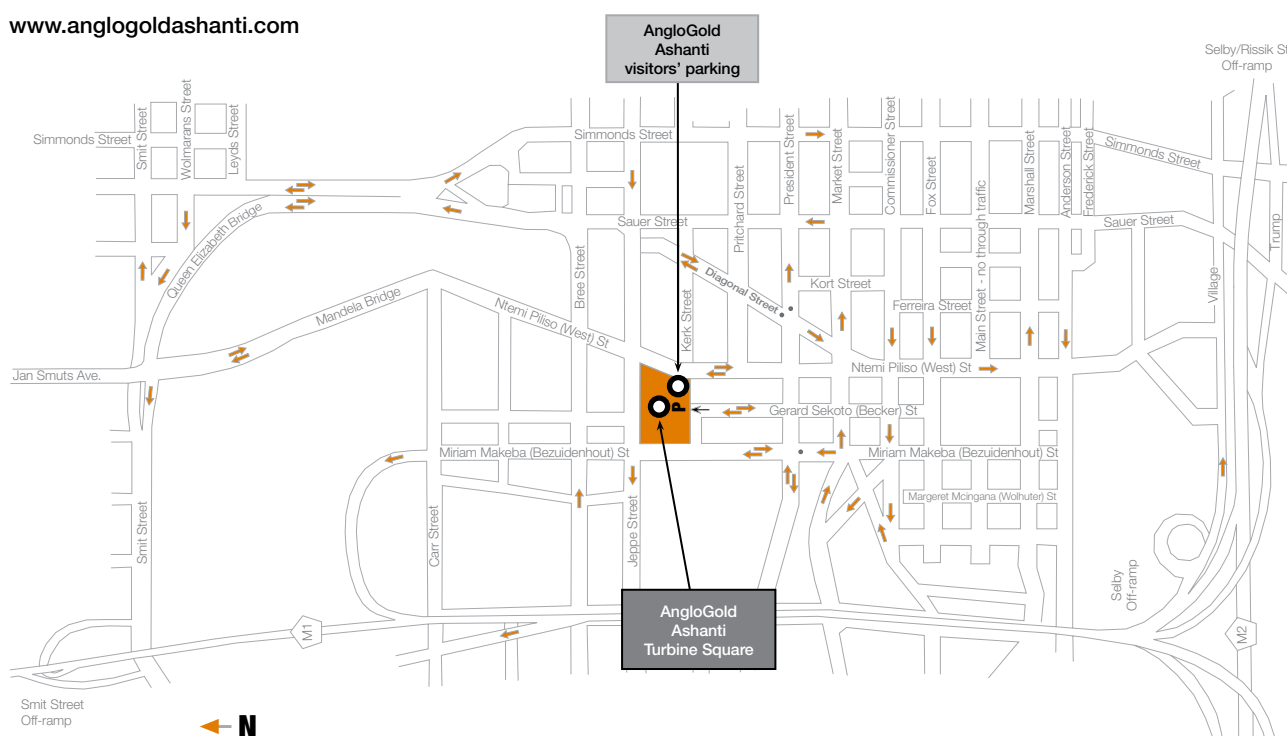 www.anglogoldashanti.com
AngloGold
Ashanti
visitors' parking
Selby/Rissik St
Off-ramp
Simmonds Street
Smit Street
Wolmarans Street
Leyds Street
Simmonds Street
President Street
Market Street
Commissioner Street
Fox Street
Marshall Street
Anderson Street
Frederick Street
Simmonds Street
Queen Elizabeth Bridge
Sauer Street
Pritchard Street
Sauer Street
Trump
Village
Bree Street
Diagonal Street
Kort Street
Ferreira Street
Main Street - no through traffic
Mandela Bridge
Ntemi Piliso (West) St
Kerk Street
Jan Smuts Ave.
Ntemi Piliso (West) St
P
Gerard Sekoto (Becker) St
Miriam Makeba (Bezuidenhout) St
Miriam Makeba (Bezuidenhout) St
Margeret Mcingana (Wolhuter) St
Smit Street
Carr Street
Jeppe Street
Selby
Off-ramp
AngloGold
Ashanti
Turbine Square
M1
M2
Smit Street
Off-ramp
N